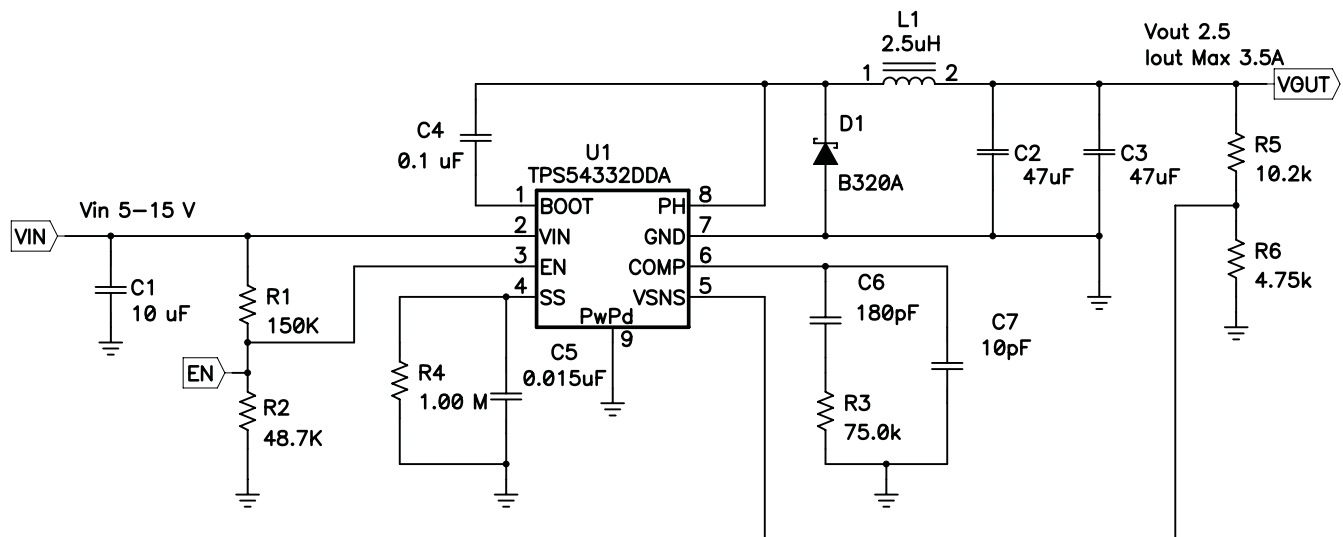 L1
2.5uH
1 2
Vout 2.5
Iout Max 3.5A
VOUT
C4
0.1 uF
U1
TPS54332DDA
D1
B320A
C2
47uF
C3
47uF
R5
10.2k
Vin 5-15 V
VIN
1 BOOT PH 8
2 VIN GND 7
3 EN COMP 6
4 SS VSNS 5
PwPd
9
C1
10 uF
R1
150K
EN
R2
48.7K
R4
1.00 M
C5
0.015uF
C6
180pF
C7
10pF
R3
75.0k
R6
4.75k